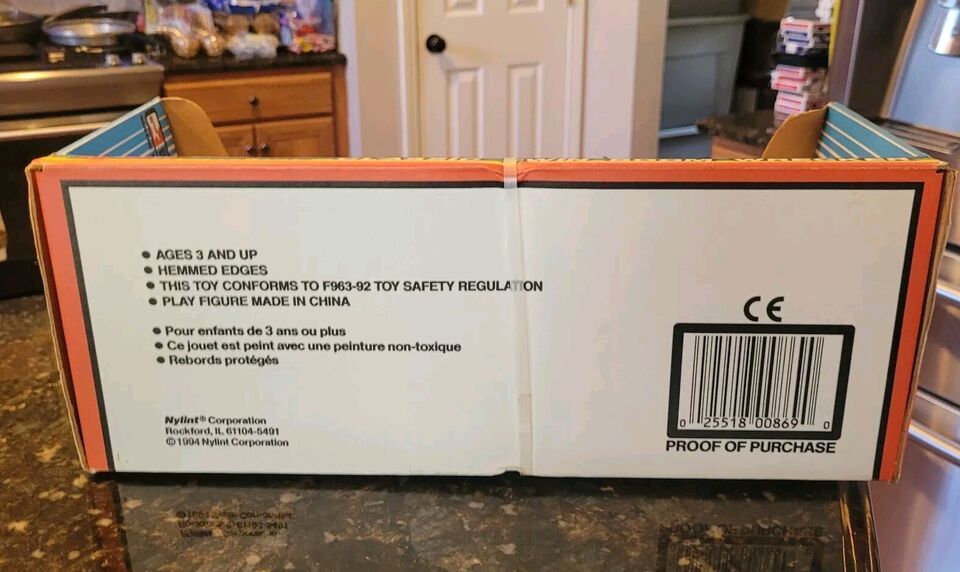 ● AGES 3 AND UP
● HEMMED EDGES
● THIS TOY CONFORMS TO F963-92 TOY SAFETY REGULATION
● PLAY FIGURE MADE IN CHINA
● Pour enfants de 3 ans ou plus
● Ce jouet est peint avec une peinture non-toxique
● Rebords protégés
Nylint® Corporation
Rockford, IL 61104-5491
© 1994 Nylint Corporation
CE
0 25518 00869 0
PROOF OF PURCHASE